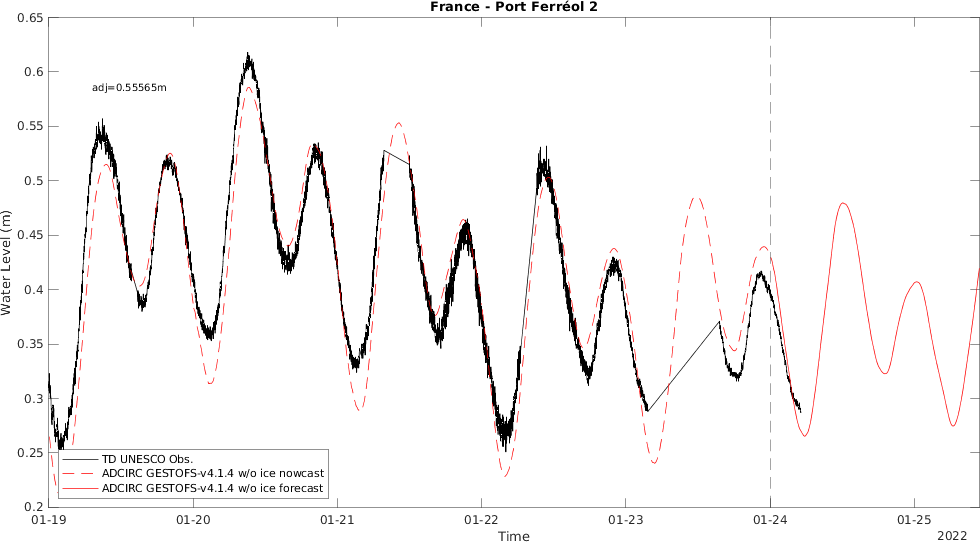 France - Port Ferréol 2
0.65
0.6
0.55
0.5
0.45
0.4
0.35
0.3
0.25
0.2
Water Level (m)
adj=0.55565m
TD UNESCO Obs.
ADCIRC GESTOFS-v4.1.4 w/o ice nowcast
ADCIRC GESTOFS-v4.1.4 w/o ice forecast
01-19 01-20 01-21 01-22 01-23 01-24 01-25
Time
2022